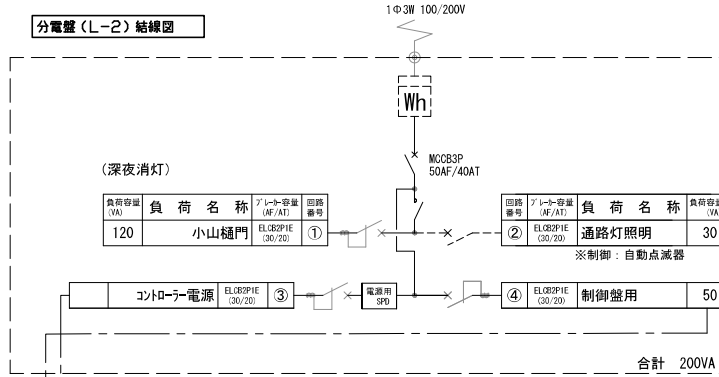 1Φ3W 100/200V
分電盤（L−2）結線図
Wh
MCCB3P
50AF/40AT
(深夜消灯)
負荷容量(VA) 負荷名称 ブレーカー容量(AF/AT) 回路番号
120 小山樋門 ELCB2P1E (30/20) ①
回路番号 ブレーカー容量(AF/AT) 負荷名称 負荷容量(VA)
② ELCB2P1E (30/20) 通路灯照明 30
※制御：自動点滅器
コントローラー電源 ELCB2P1E (30/20) ③
電源用
SPD
④ ELCB2P1E (30/20) 制御盤用 50
合計 200VA